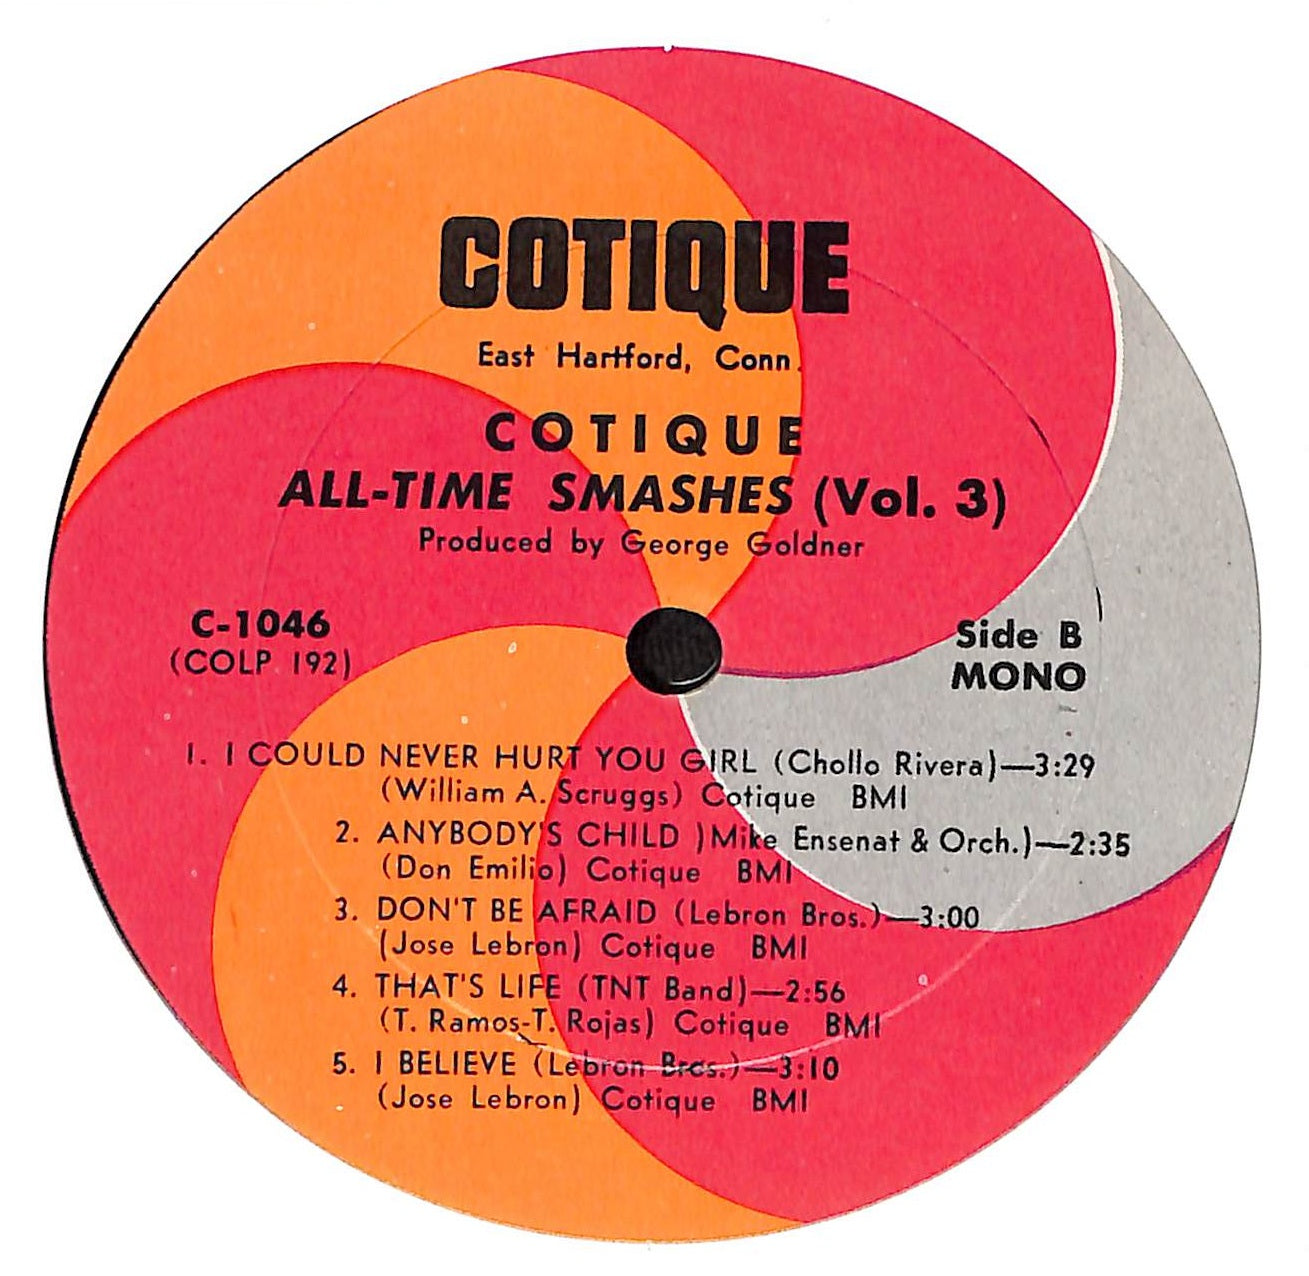 COTIQUE
East Hartford, Conn.
COTIQUE
ALL-TIME SMASHES (Vol. 3)
Produced by George Goldner
C-1046
(COLP 192)
Side B
MONO
1. I COULD NEVER HURT YOU GIRL (Chollo Rivera)—3:29
(William A. Scruggs) Cotique BMI
2. ANYBODY'S CHILD )Mike Ensenat & Orch.)—2:35
(Don Emilio) Cotique BMI
3. DON'T BE AFRAID (Lebron Bros.)—3:00
(Jose Lebron) Cotique BMI
4. THAT'S LIFE (TNT Band)—2:56
(T. Ramos-T. Rojas) Cotique BMI
5. I BELIEVE (Lebron Bros.)—3:10
(Jose Lebron) Cotique BMI